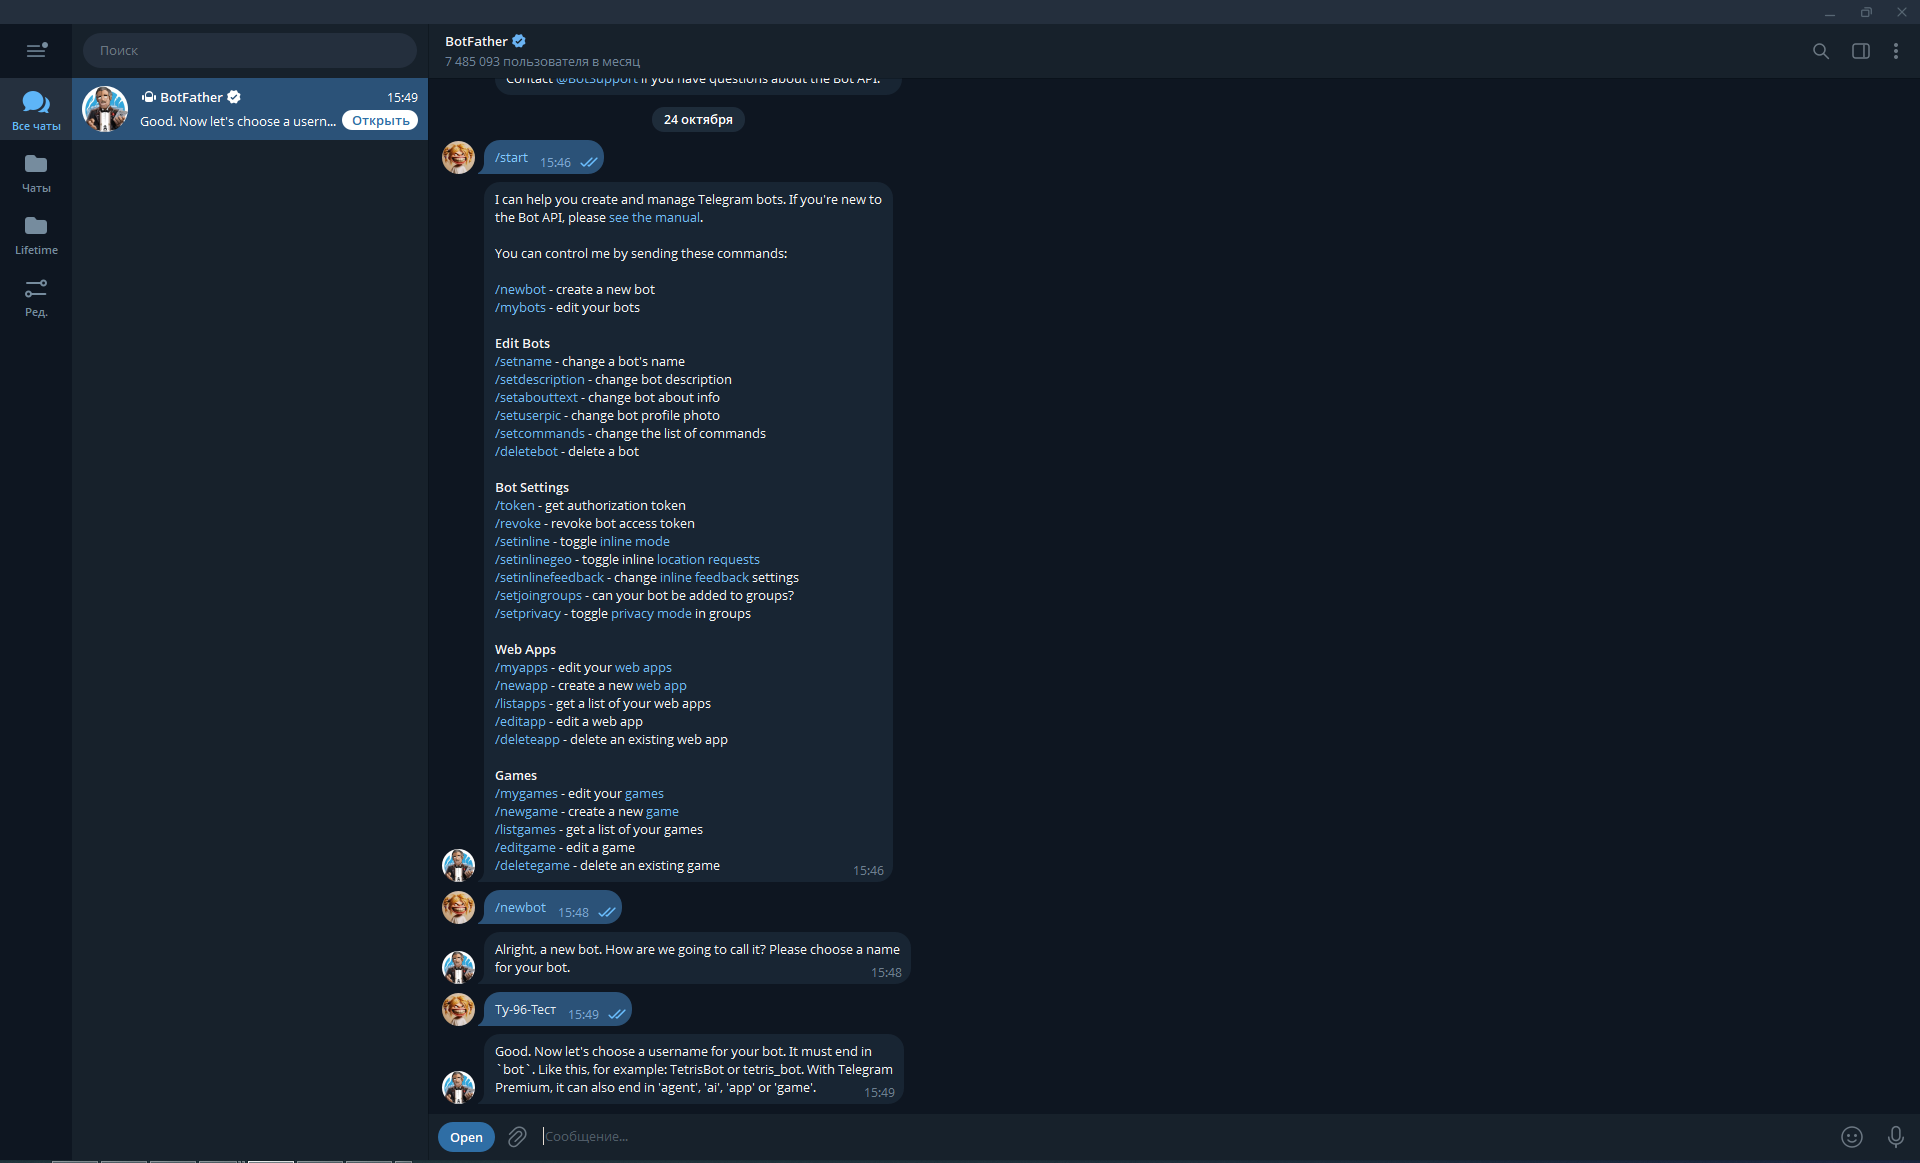 Поиск
Все чаты
Чаты
Lifetime
Ред.
BotFather
15:49
Good. Now let's choose a usern...
Открыть
BotFather
7 485 093 пользователя в месяц
Contact @BotSupport if you have questions about the Bot API.
24 октября
/start 15:46
I can help you create and manage Telegram bots. If you're new to
the Bot API, please see the manual.
You can control me by sending these commands:
/newbot - create a new bot
/mybots - edit your bots
Edit Bots
/setname - change a bot's name
/setdescription - change bot description
/setabouttext - change bot about info
/setuserpic - change bot profile photo
/setcommands - change the list of commands
/deletebot - delete a bot
Bot Settings
/token - get authorization token
/revoke - revoke bot access token
/setinline - toggle inline mode
/setinlinegeo - toggle inline location requests
/setinlinefeedback - change inline feedback settings
/setjoingroups - can your bot be added to groups?
/setprivacy - toggle privacy mode in groups
Web Apps
/myapps - edit your web apps
/newapp - create a new web app
/listapps - get a list of your web apps
/editapp - edit a web app
/deleteapp - delete an existing web app
Games
/mygames - edit your games
/newgame - create a new game
/listgames - get a list of your games
/editgame - edit a game
/deletegame - delete an existing game
15:46
/newbot 15:48
Alright, a new bot. How are we going to call it? Please choose a name
for your bot.
15:48
Ту-96-Тест 15:49
Good. Now let's choose a username for your bot. It must end in
`bot`. Like this, for example: TetrisBot or tetris_bot. With Telegram
Premium, it can also end in 'agent', 'ai', 'app' or 'game'.
15:49
Open
Сообщение...